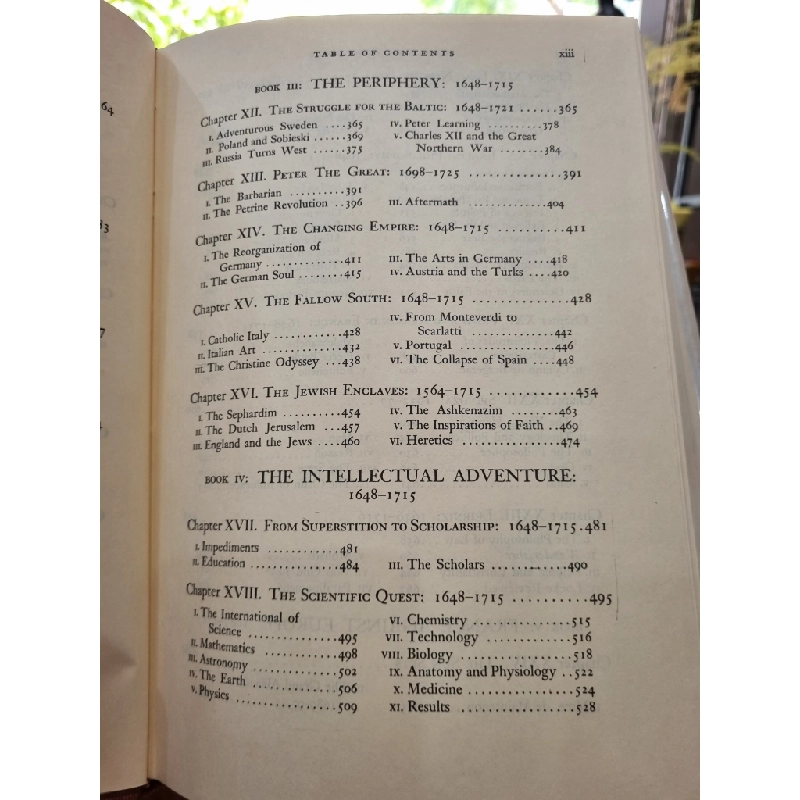 TABLE OF CONTENTS xiii
BOOK III: THE PERIPHERY: 1648–1715
Chapter XII. THE STRUGGLE FOR THE BALTIC: 1648–1721 ......365
I. Adventurous Sweden ....365
II. Poland and Sobieski ......369
III. Russia Turns West ......375
IV. Peter Learning ..........378
V. Charles XII and the Great
Northern War ........384
Chapter XIII. PETER THE GREAT: 1698–1725 ...............391
I. The Barbarian ..........391
II. The Petrine Revolution ..396
III. Aftermath .............404
Chapter XIV. THE CHANGING EMPIRE: 1648–1715 ..........411
I. The Reorganization of
Germany .............411
II. The German Soul .......415
III. The Arts in Germany ....418
IV. Austria and the Turks ....420
Chapter XV. THE FALLOW SOUTH: 1648–1715 ...............428
I. Catholic Italy ............428
II. Italian Art ..............432
III. The Christine Odyssey ...438
IV. From Monteverdi to
Scarlatti .............442
V. Portugal ...............446
VI. The Collapse of Spain ....448
Chapter XVI. THE JEWISH ENCLAVES: 1564–1715 ............454
I. The Sephardim ..........454
II. The Dutch Jerusalem ....457
III. England and the Jews ....460
IV. The Ashkenazim ........463
V. The Inspirations of Faith ..469
VI. Heretics ...............474
BOOK IV: THE INTELLECTUAL ADVENTURE:
1648–1715
Chapter XVII. FROM SUPERSTITION TO SCHOLARSHIP: 1648–1715.481
I. Impediments ............481
II. Education ..............484
III. The Scholars ............490
Chapter XVIII. THE SCIENTIFIC QUEST: 1648–1715 ..........495
I. The International of
Science ...............495
II. Mathematics ............498
III. Astronomy .............502
IV. The Earth ..............506
V. Physics ................509
VI. Chemistry ..............515
VII. Technology ............516
VIII. Biology ................518
IX. Anatomy and Physiology ..522
X. Medicine ...............524
XI. Results ................528